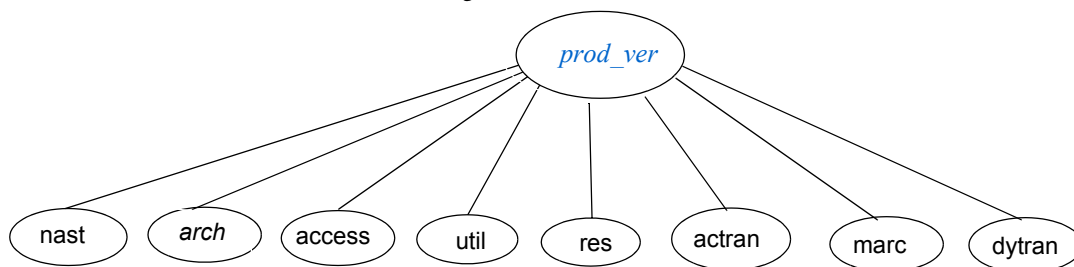 prod_ver
nast arch access util res actran marc dytran